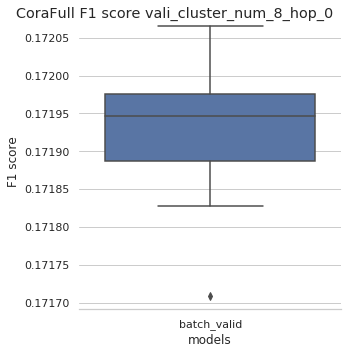 CoraFull F1 score vali_cluster_num_8_hop_0
0.17205
0.17200
0.17195
0.17190
0.17185
0.17180
0.17175
0.17170
F1 score
batch_valid
models